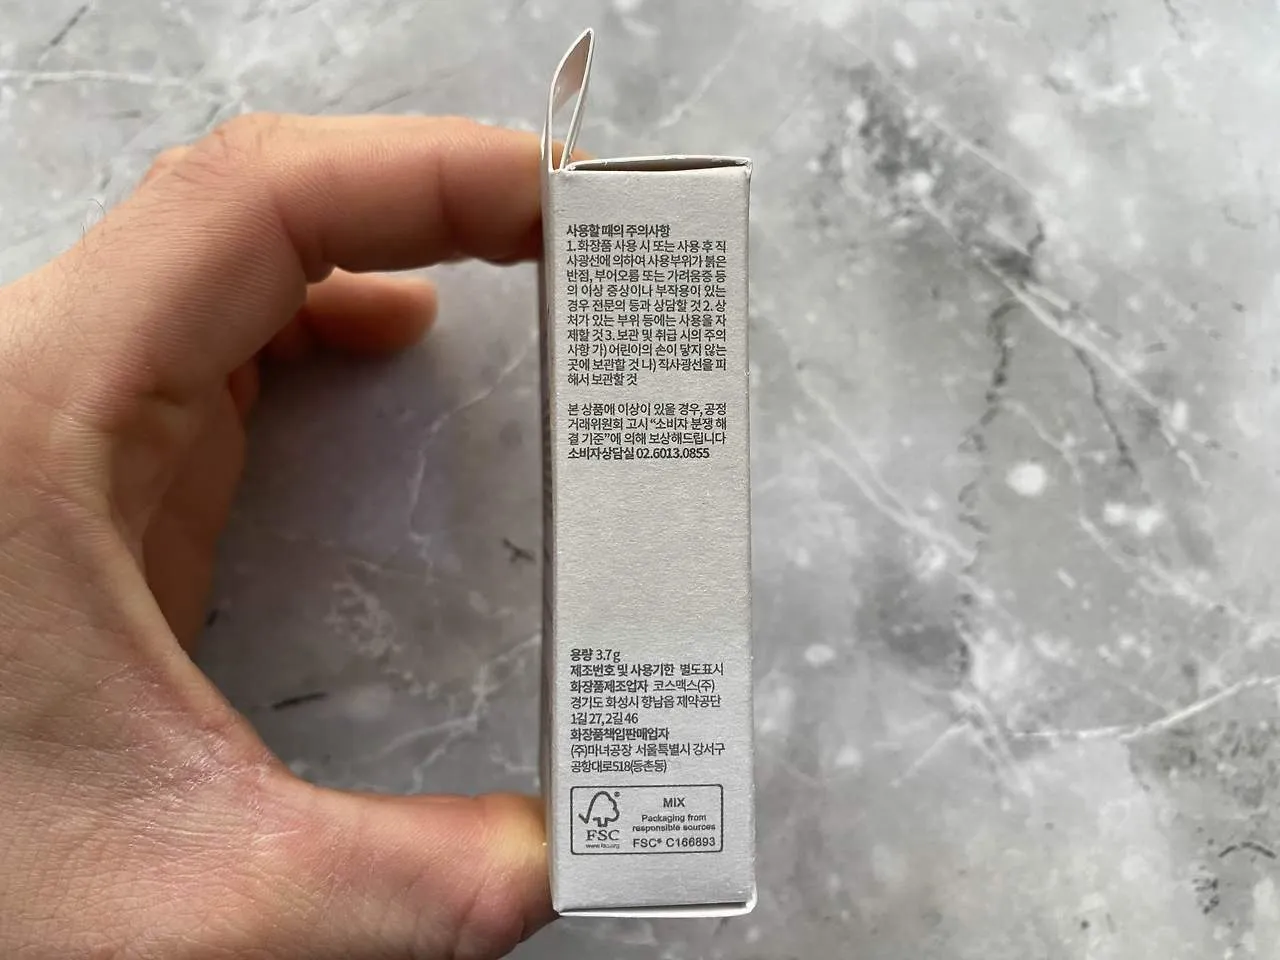 사용할 때의 주의사항
1. 화장품 사용 시 또는 사용 후 직
사광선에 의하여 사용부위가 붉은
반점, 부어오름 또는 가려움증 등
의 이상 증상이나 부작용이 있는
경우 전문의 등과 상담할 것 2. 상
처가 있는 부위 등에는 사용을 자
제할 것 3. 보관 및 취급 시의 주의
사항 가) 어린이의 손이 닿지 않는
곳에 보관할 것 나) 직사광선을 피
해서 보관할 것
본 상품에 이상이 있을 경우, 공정
거래위원회 고시 “소비자 분쟁 해
결 기준”에 의해 보상해드립니다
소비자상담실 02.6013.0855
용량 3.7g
제조번호 및 사용기한 별도표시
화장품제조업자 코스맥스(주)
경기도 화성시 향남읍 제약공단
1길 27, 2길 46
화장품책임판매업자
(주)마녀공장 서울특별시 강서구
공항대로518(등촌동)
FSC
www.fsc.org
MIX
Packaging from
responsible sources
FSC® C166893